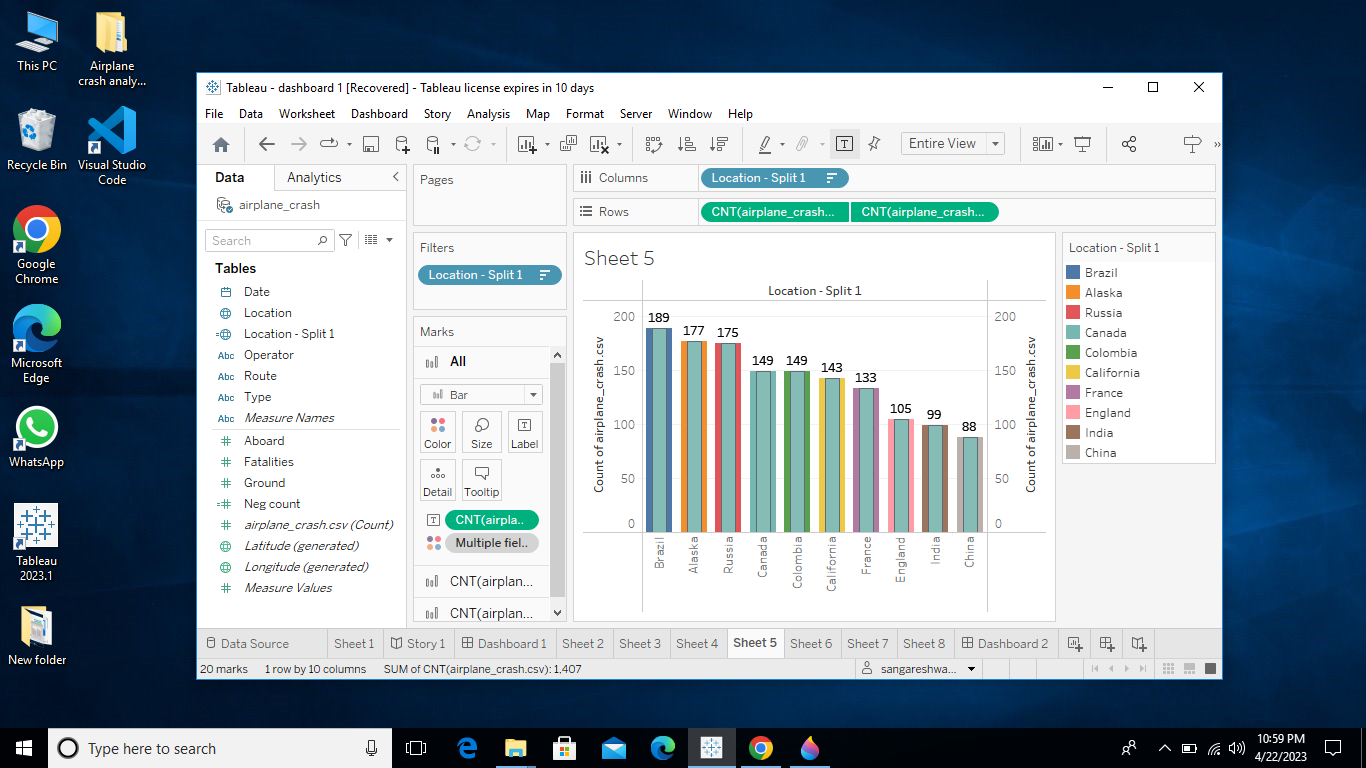 This PC
Airplane
crash analy...
Recycle Bin
Visual Studio
Code
Google
Chrome
Microsoft
Edge
WhatsApp
Tableau
2023.1
New folder
Tableau - dashboard 1 [Recovered] - Tableau license expires in 10 days
File Data Worksheet Dashboard Story Analysis Map Format Server Window Help
Entire View
Data Analytics
airplane_crash
Search
Tables
Date
Location
Location - Split 1
Abc Operator
Abc Route
Abc Type
Abc Measure Names
Aboard
Fatalities
Ground
Neg count
airplane_crash.csv (Count)
Latitude (generated)
Longitude (generated)
Measure Values
Pages
Filters
Location - Split 1
Marks
All
Bar
Color Size Label
Detail Tooltip
CNT(airpla..
Multiple fiel..
CNT(airplan...
CNT(airplan...
Columns Location - Split 1
Rows CNT(airplane_crash... CNT(airplane_crash...
Sheet 5
Location - Split 1
Count of airplane_crash.csv
200
150
100
50
0
189 177 175 149 149 143 133 105 99 88
Brazil Alaska Russia Canada Colombia California France England India China
200
150
100
50
0
Count of airplane_crash.csv
Location - Split 1
Brazil
Alaska
Russia
Canada
Colombia
California
France
England
India
China
Data Source Sheet 1 Story 1 Dashboard 1 Sheet 2 Sheet 3 Sheet 4 Sheet 5 Sheet 6 Sheet 7 Sheet 8 Dashboard 2
20 marks 1 row by 10 columns SUM of CNT(airplane_crash.csv): 1,407 sangareshwa...
Type here to search
10:59 PM
4/22/2023